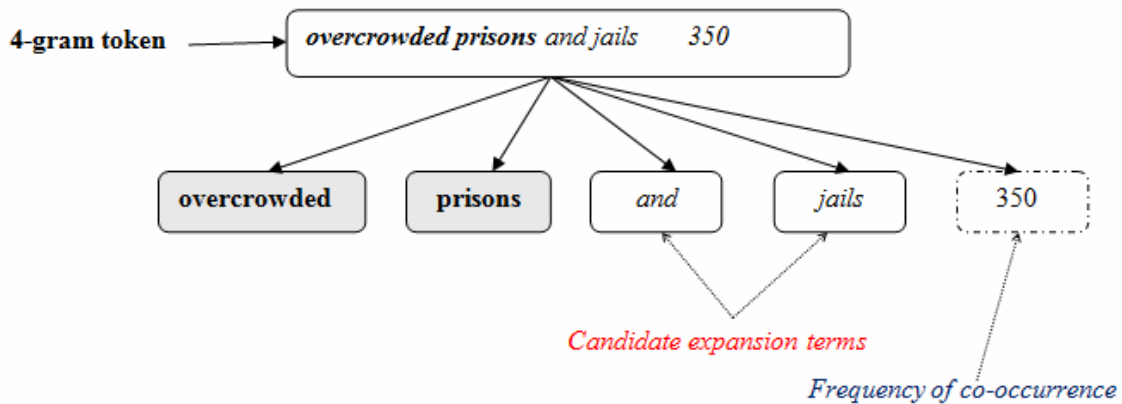 4-gram token
overcrowded prisons and jails 350
overcrowded prisons and jails 350
Candidate expansion terms
Frequency of co-occurrence